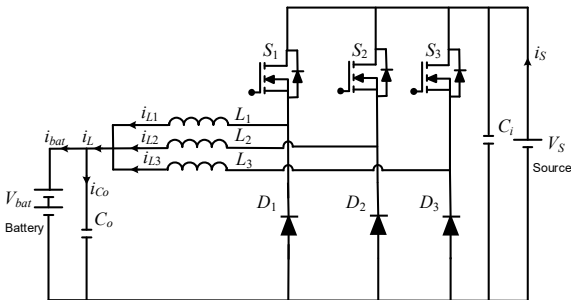 S1 S2 S3
iS
iL1 L1
ibat iL iL2 L2
iL3 L3
Ci VS
Source
iCo
Vbat
Co
Battery
D1 D2 D3